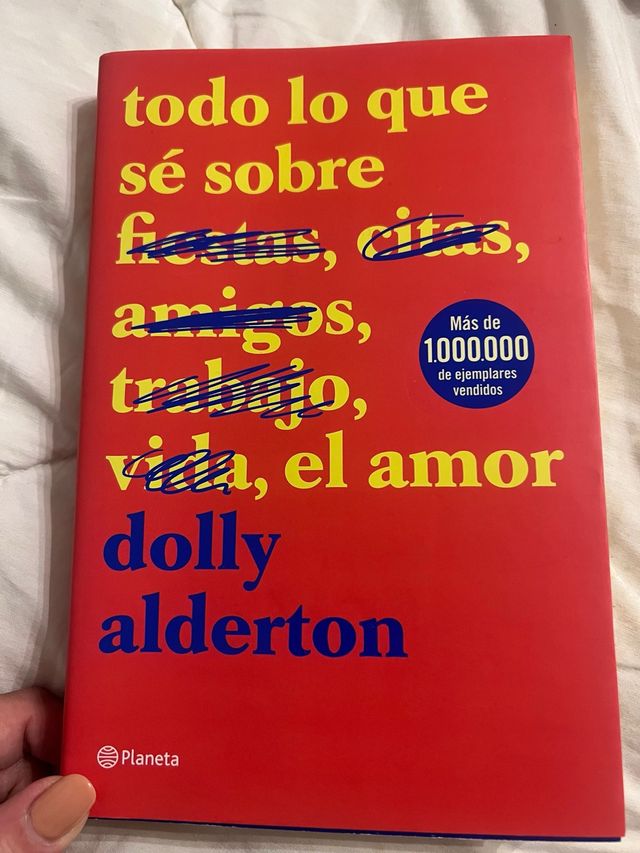 todo lo que
sé sobre
fiestas, citas,
amigos,
trabajo,
vida, el amor
Más de
1.000.000
de ejemplares
vendidos
dolly
alderton
Planeta